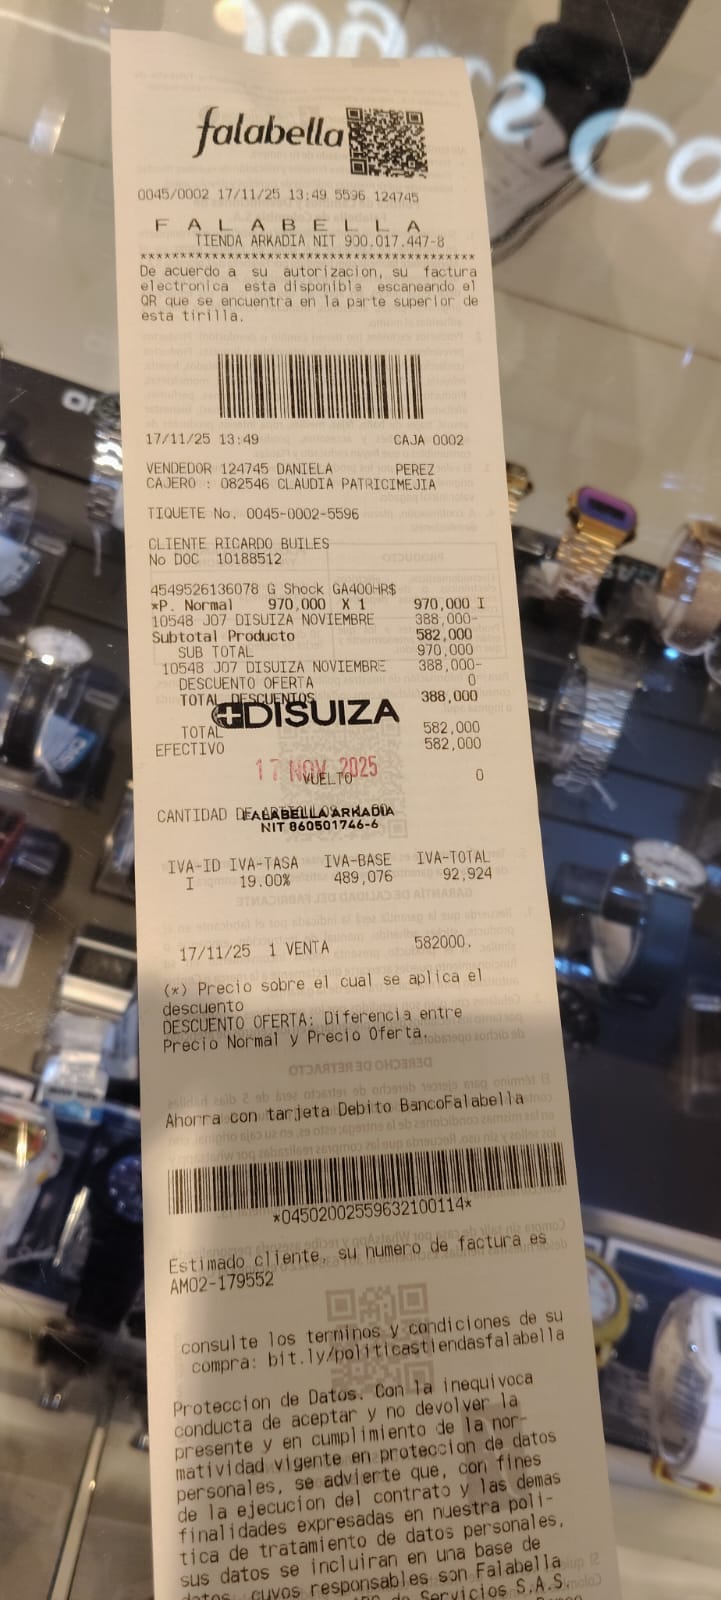 falabella
0045/0002 17/11/25 13:49 5596 124745
F A L A B E L L A
TIENDA ARKADIA NIT 900.017.447-8
************************************************
De acuerdo a su autorizacion, su factura
electronica esta disponible escaneando el
QR que se encuentra en la parte superior de
esta tirilla.
17/11/25 13:49 CAJA 0002
VENDEDOR 124745 DANIELA PEREZ
CAJERO : 082546 CLAUDIA PATRICIMEJIA
TIQUETE No. 0045-0002-5596
CLIENTE RICARDO BUILES
No DOC 10188512
4549526136078 G Shock GA400HR$
*P. Normal 970,000 X 1 970,000 I
10548 J07 DISUIZA NOVIEMBRE 388,000-
Subtotal Producto 582,000
SUB TOTAL 970,000
10548 J07 DISUIZA NOVIEMBRE 388,000-
DESCUENTO OFERTA 0
TOTAL DESCUENTOS 388,000
DISUIZA
TOTAL 582,000
EFECTIVO 582,000
17 NOV 2025
VUELTO 0
CANTIDAD DE
FALABELLA ARKADIA
NIT 860501746-6
IVA-ID IVA-TASA IVA-BASE IVA-TOTAL
I 19.00% 489,076 92,924
17/11/25 1 VENTA 582000.
(*) Precio sobre el cual se aplica el
descuento
DESCUENTO OFERTA: Diferencia entre
Precio Normal y Precio Oferta.
Ahorra con tarjeta Debito BancoFalabella
*04502002559632100114*
Estimado cliente, su numero de factura es
AM02-179552
consulte los terminos y condiciones de su
compra: bit.ly/politicastiendasfalabella
Proteccion de Datos. Con la inequivoca
conducta de aceptar y no devolver la
presente y en cumplimiento de la nor-
matividad vigente en proteccion de datos
personales, se advierte que, con fines
de la ejecucion del contrato y las demas
finalidades expresadas en nuestra poli-
tica de tratamiento de datos personales,
sus datos se incluiran en una base de
datos, cuyos responsables son Falabella
de Servicios S.A.S.